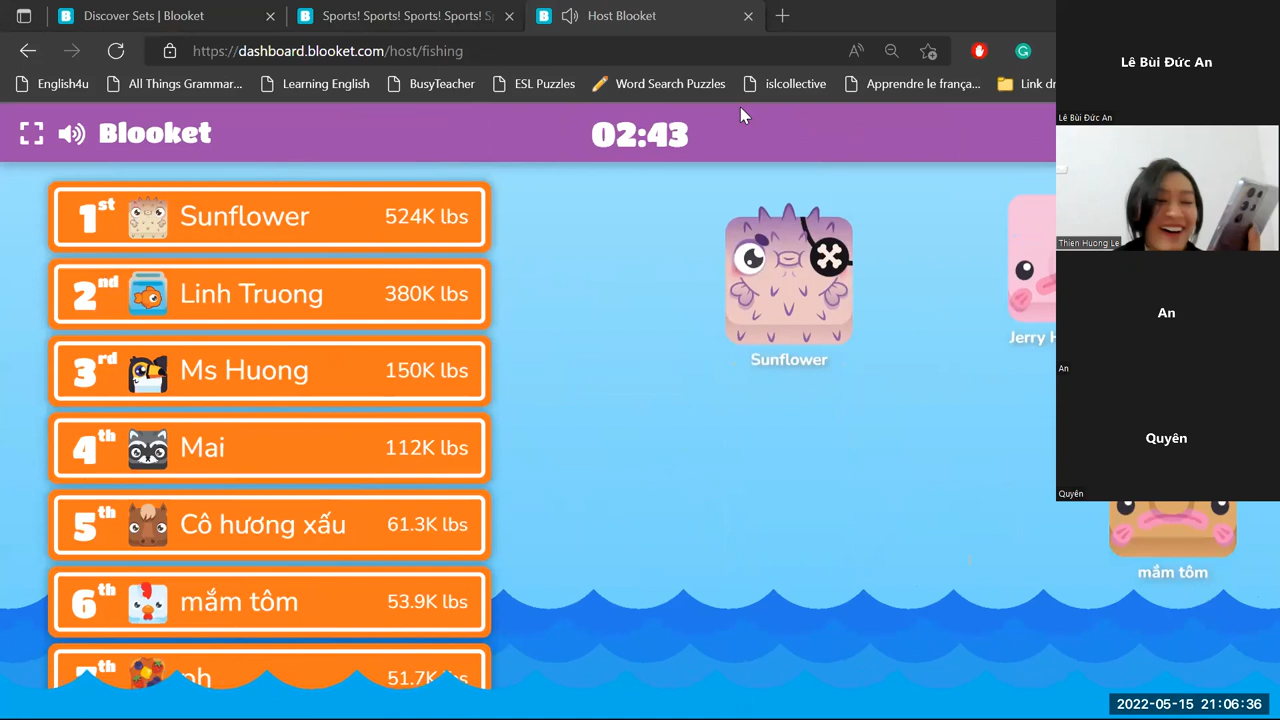 Discover Sets | Blooket
Sports! Sports! Sports! Sports! S
Host Blooket
https://dashboard.blooket.com/host/fishing
English4u
All Things Grammar...
Learning English
BusyTeacher
ESL Puzzles
Word Search Puzzles
islcollective
Apprendre le frança...
Link dr
Blooket
02:43
1st Sunflower 524K lbs
2nd Linh Truong 380K lbs
3rd Ms Huong 150K lbs
4th Mai 112K lbs
5th Cô hương xấu 61.3K lbs
6th mắm tôm 53.9K lbs
7th ph 51.7K lbs
Sunflower
Jerry H
mắm tôm
Lê Bùi Đức An
Lê Bùi Đức An
Thien Huong Le
An
An
Quyên
Quyên
2022-05-15 21:06:36